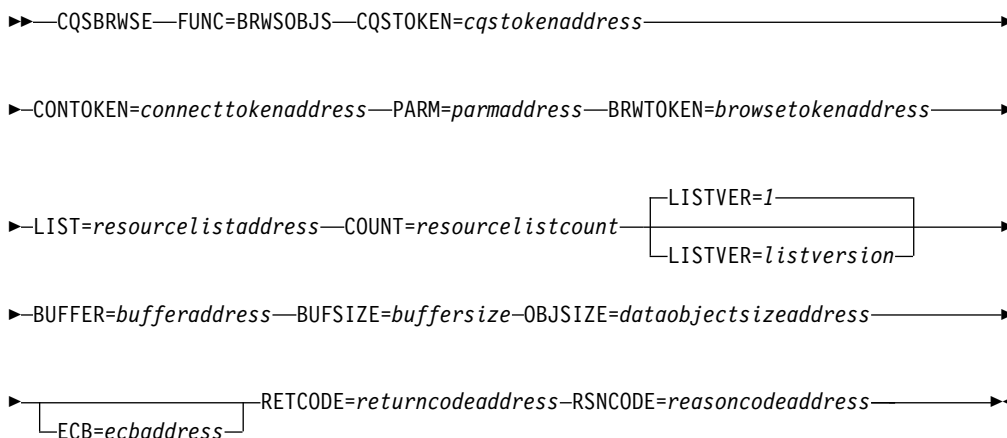 CQSBRWSE FUNC=BRWSOBJS CQSTOKEN=cqstokenaddress
CONTOKEN=connecttokenaddress PARM=parmaddress BRWTOKEN=browsetokenaddress
LISTVER=1
LIST=resourcelistaddress COUNT=resourcelistcount
LISTVER=listversion
BUFFER=bufferaddress BUFSIZE=buffersize OBJSIZE=dataobjectsizeaddress
RETCODE=returncodeaddress RSNCODE=reasoncodeaddress
ECB=ecbaddress